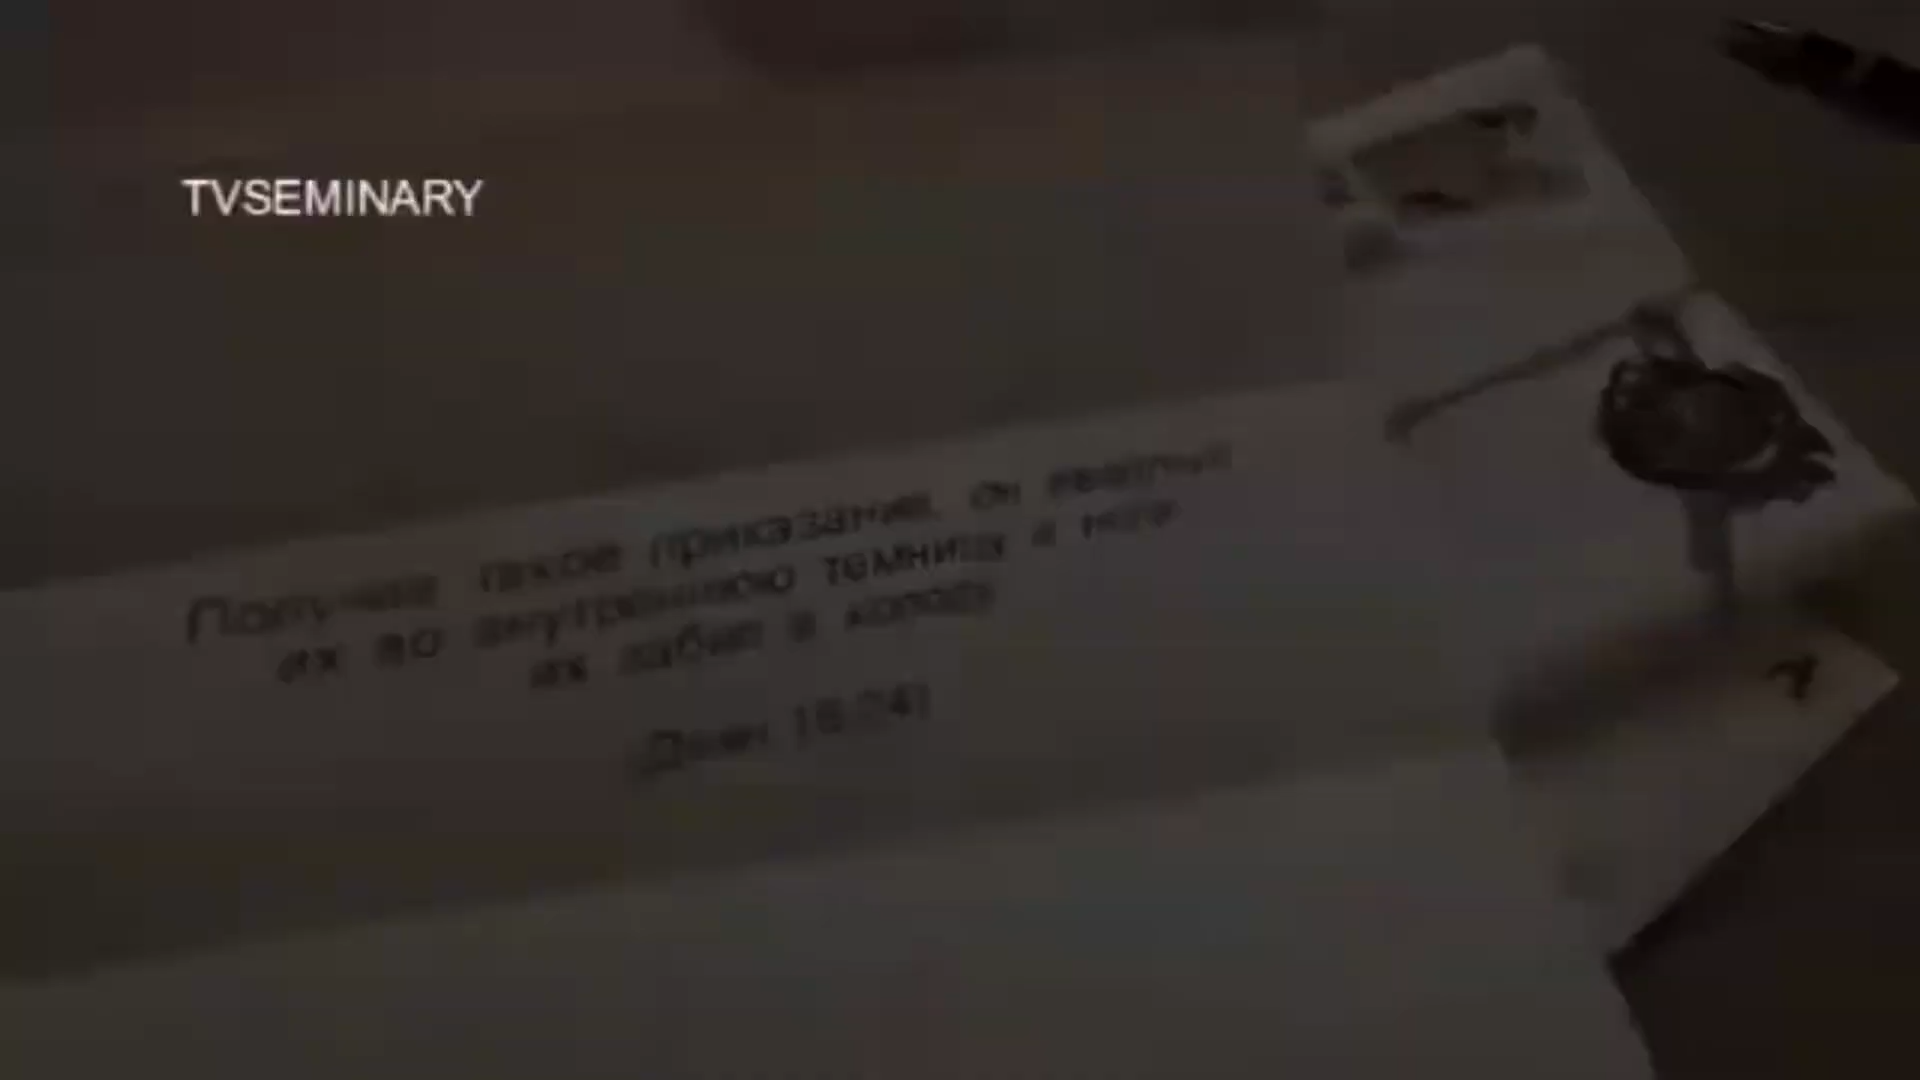 TVSEMINARY
Получив такое приказание, он ввергнул
их во внутреннюю темницу и ноги
их забил в колоду
(Деян 16:24)